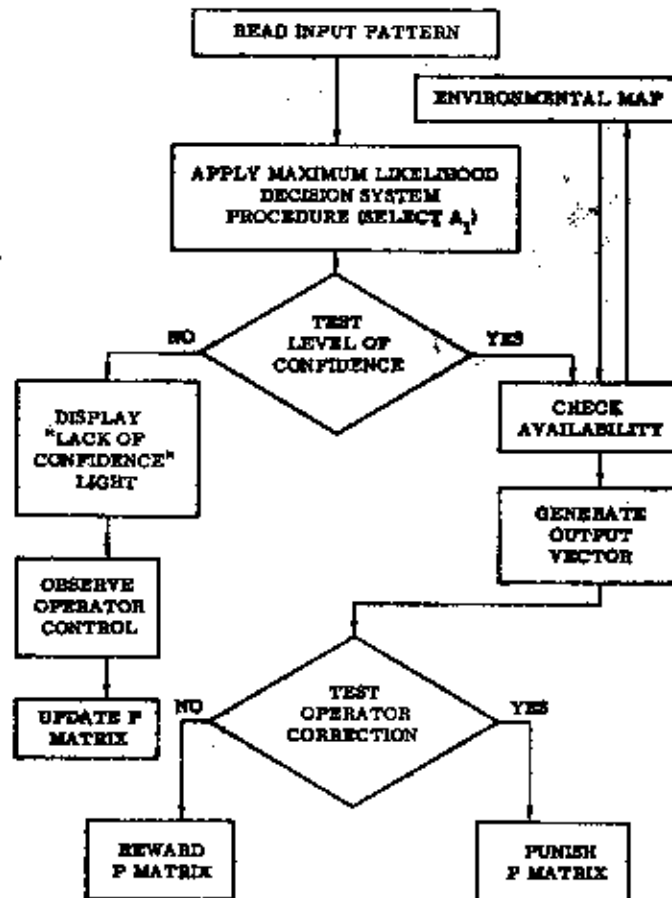 READ INPUT PATTERN
ENVIRONMENTAL MAP
APPLY MAXIMUM LIKELIHOOD
DECISION SYSTEM
PROCEDURE (SELECT A₁)
TEST
LEVEL OF
CONFIDENCE
NO
YES
DISPLAY
"LACK OF
CONFIDENCE"
LIGHT
CHECK
AVAILABILITY
GENERATE
OUTPUT
VECTOR
OBSERVE
OPERATOR
CONTROL
UPDATE P
MATRIX
TEST
OPERATOR
CORRECTION
NO
YES
REWARD
P MATRIX
PUNISH
P MATRIX